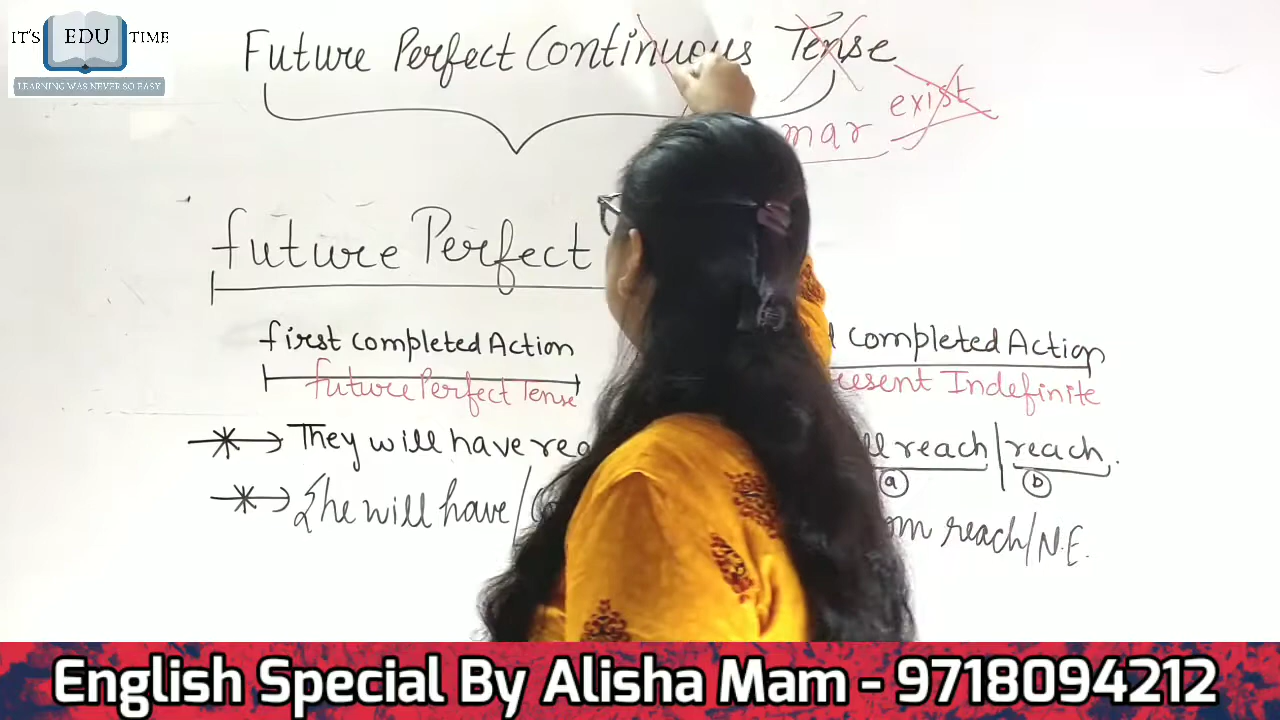 IT'S EDU TIME
LEARNING WAS NEVER SO EASY
Future Perfect Continuous Tense
exist
mar
future Perfect
first completed Action
completed Action
future Perfect Tense
esent Indefinite
They will have rea
ll reach / reach.
(a) (b)
She will have /
reach/N.E.
English Special By Alisha Mam - 9718094212